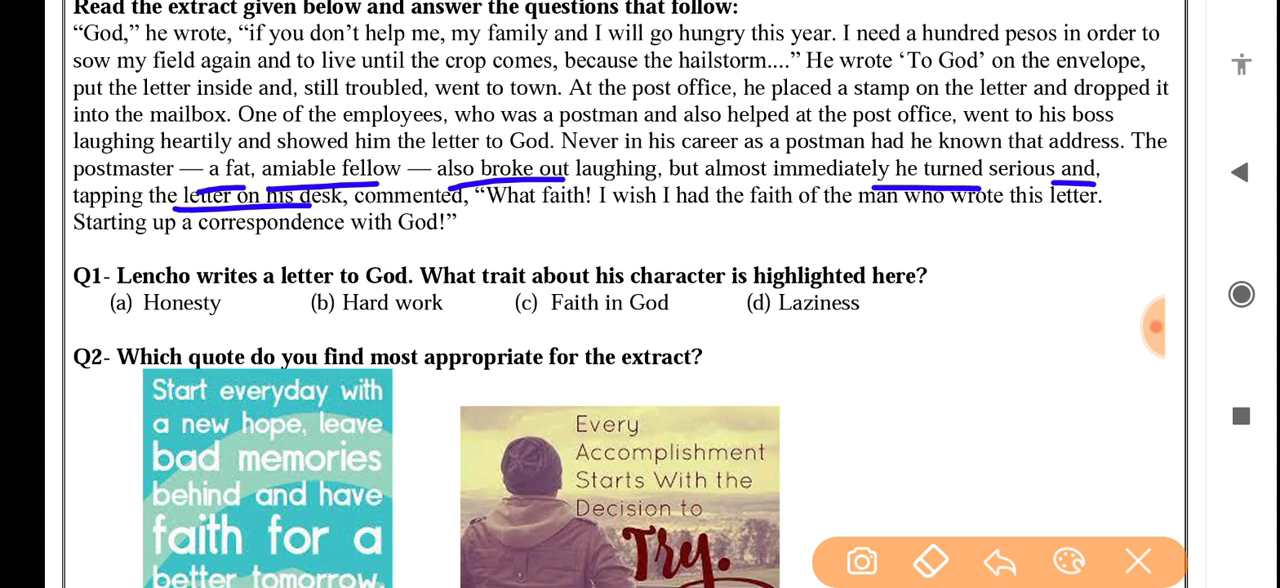 Read the extract given below and answer the questions that follow:
“God,” he wrote, “if you don’t help me, my family and I will go hungry this year. I need a hundred pesos in order to
sow my field again and to live until the crop comes, because the hailstorm....” He wrote ‘To God’ on the envelope,
put the letter inside and, still troubled, went to town. At the post office, he placed a stamp on the letter and dropped it
into the mailbox. One of the employees, who was a postman and also helped at the post office, went to his boss
laughing heartily and showed him the letter to God. Never in his career as a postman had he known that address. The
postmaster — a fat, amiable fellow — also broke out laughing, but almost immediately he turned serious and,
tapping the letter on his desk, commented, “What faith! I wish I had the faith of the man who wrote this letter.
Starting up a correspondence with God!”
Q1- Lencho writes a letter to God. What trait about his character is highlighted here?
(a) Honesty (b) Hard work (c) Faith in God (d) Laziness
Q2- Which quote do you find most appropriate for the extract?
Start everyday with
a new hope, leave
bad memories
behind and have
faith for a
better tomorrow.
Every
Accomplishment
Starts With the
Decision to
Try.